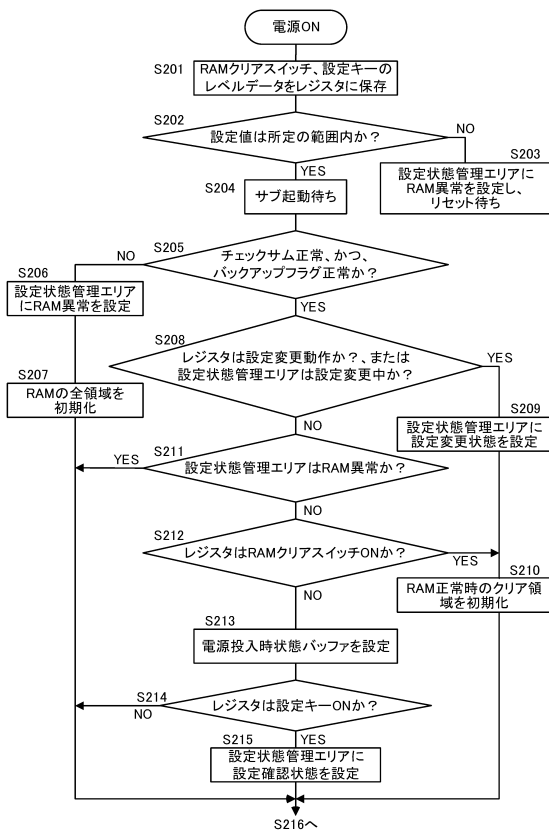 電源ON
S201
RAMクリアスイッチ、設定キーの
レベルデータをレジスタに保存
S202
設定値は所定の範囲内か？
NO
S203
設定状態管理エリアに
RAM異常を設定し、
リセット待ち
YES
S204
サブ起動待ち
S205
チェックサム正常、かつ、
バックアップフラグ正常か？
NO
S206
設定状態管理エリア
にRAM異常を設定
YES
S207
RAMの全領域を
初期化
S208
レジスタは設定変更動作か？、または
設定状態管理エリアは設定変更中か？
YES
S209
設定状態管理エリアに
設定変更状態を設定
NO
S211
設定状態管理エリアはRAM異常か？
YES
NO
S212
レジスタはRAMクリアスイッチONか？
YES
S210
RAM正常時のクリア領
域を初期化
NO
S213
電源投入時状態バッファを設定
S214
レジスタは設定キーONか？
NO
YES
S215
設定状態管理エリアに
設定確認状態を設定
S216へ